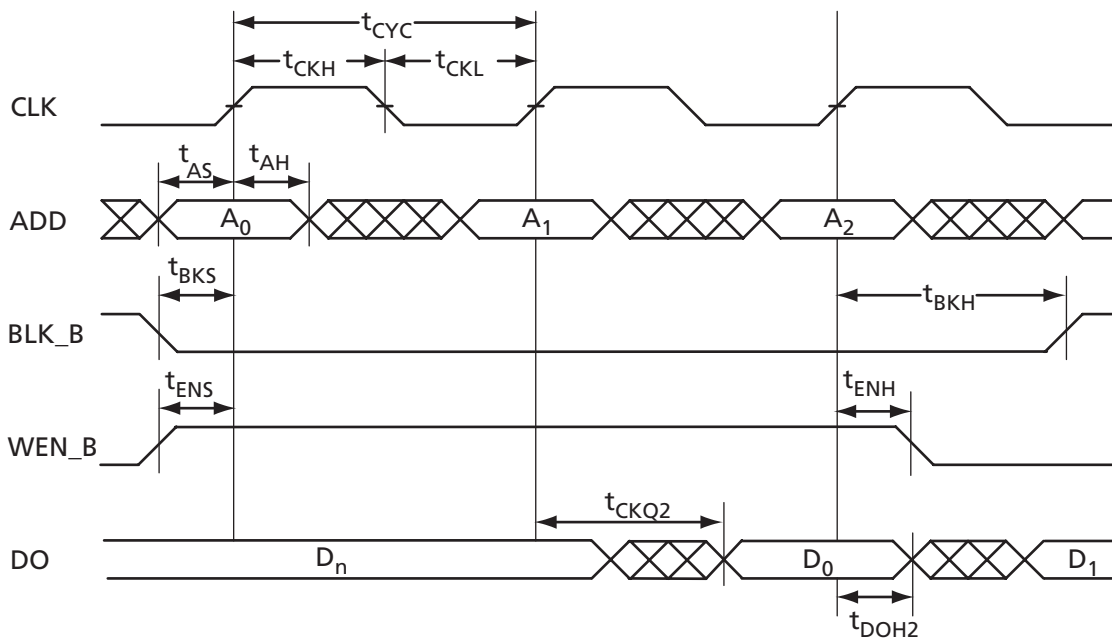 tCYC
tCKH
tCKL
CLK
tAS
tAH
ADD
A0
A1
A2
tBKS
tBKH
BLK_B
tENS
tENH
WEN_B
tCKQ2
DO
Dn
D0
D1
tDOH2